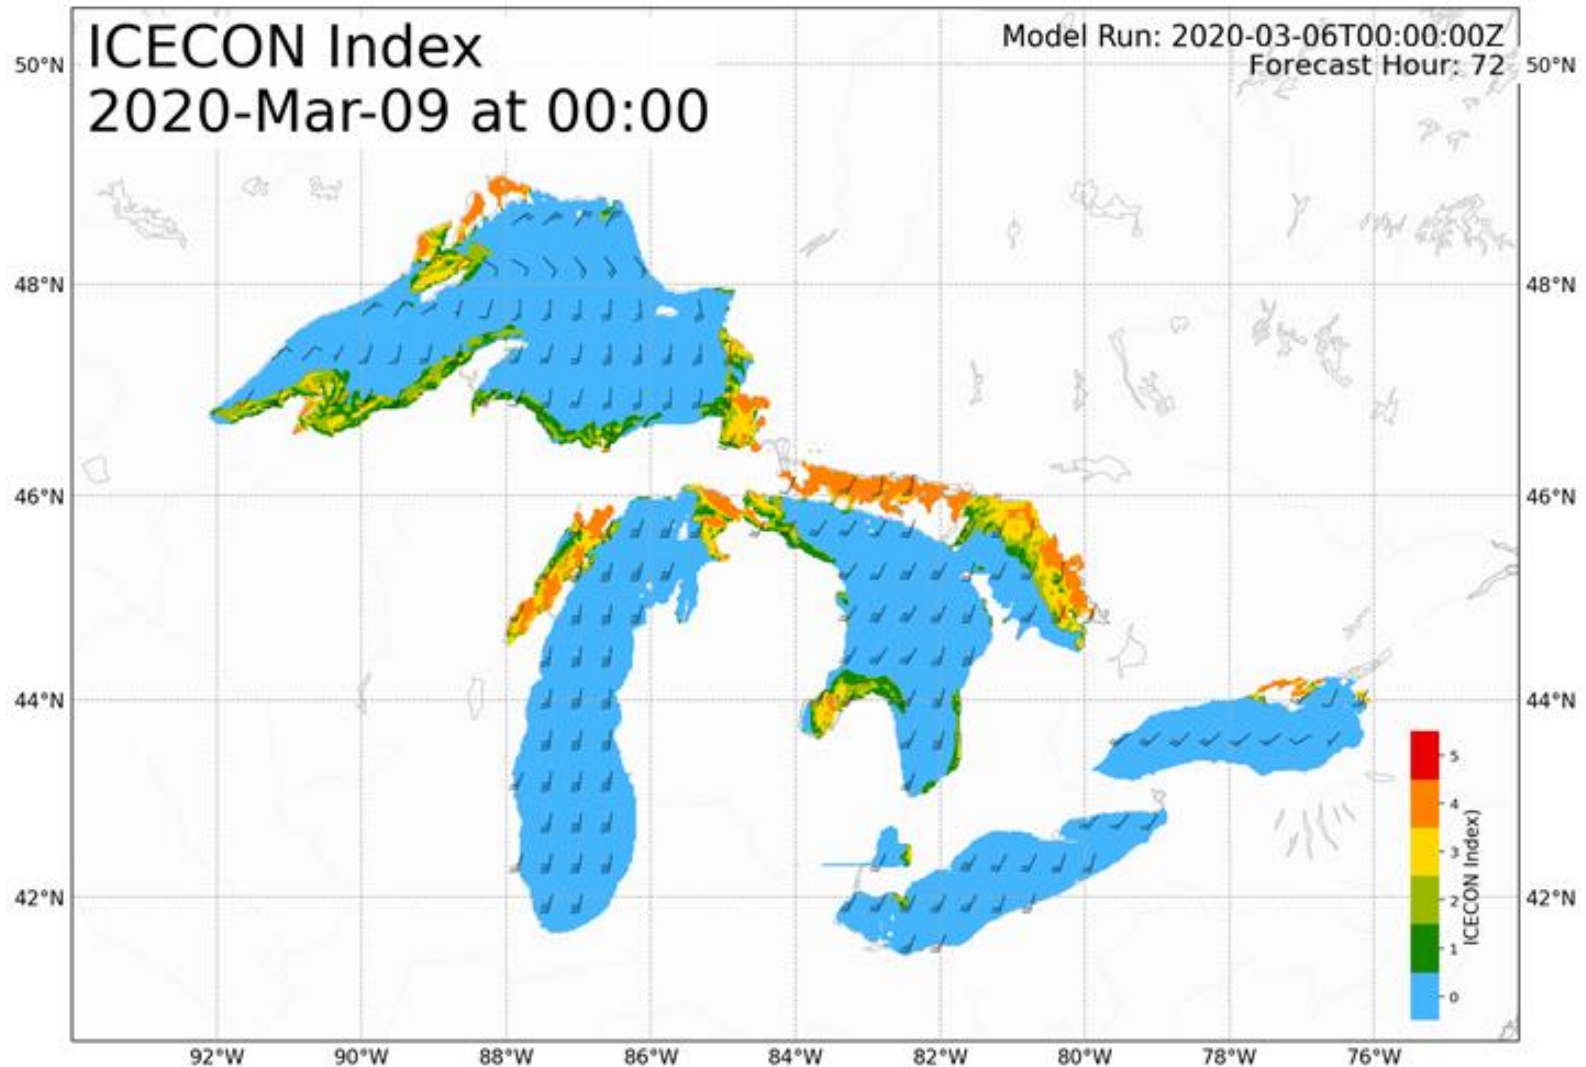 ICECON Index
2020-Mar-09 at 00:00
Model Run: 2020-03-06T00:00:00Z
Forecast Hour: 72
50°N
50°N
48°N
48°N
46°N
46°N
44°N
44°N
42°N
42°N
5
4
3
2
1
0
ICECON Index)
92°W
90°W
88°W
86°W
84°W
82°W
80°W
78°W
76°W